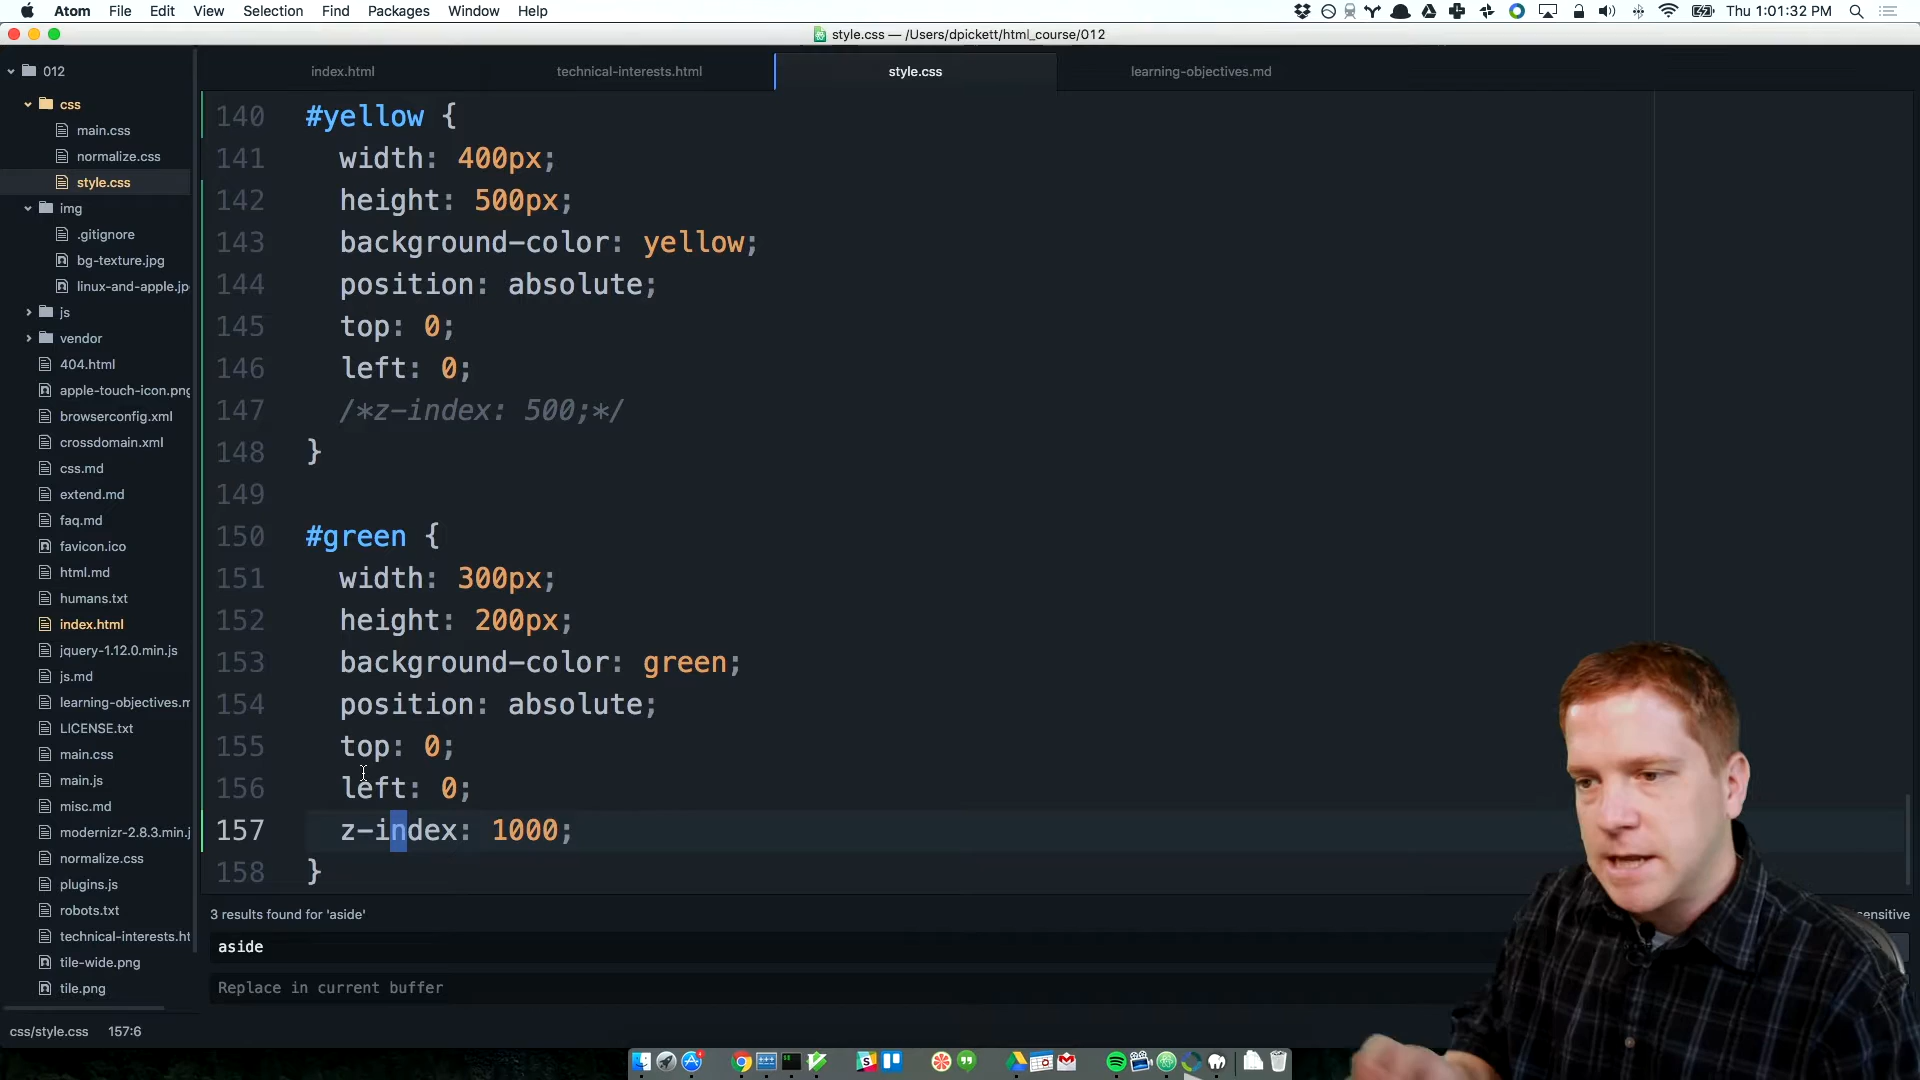 Atom File Edit View Selection Find Packages Window Help Thu 1:01:32 PM
style.css — /Users/dpickett/html_course/012
012
css
main.css
normalize.css
style.css
img
.gitignore
bg-texture.jpg
linux-and-apple.jp
js
vendor
404.html
apple-touch-icon.png
browserconfig.xml
crossdomain.xml
css.md
extend.md
faq.md
favicon.ico
html.md
humans.txt
index.html
jquery-1.12.0.min.js
js.md
learning-objectives.m
LICENSE.txt
main.css
main.js
misc.md
modernizr-2.8.3.min.j
normalize.css
plugins.js
robots.txt
technical-interests.ht
tile-wide.png
tile.png
index.html technical-interests.html style.css learning-objectives.md
140 #yellow {
141 width: 400px;
142 height: 500px;
143 background-color: yellow;
144 position: absolute;
145 top: 0;
146 left: 0;
147 /*z-index: 500;*/
148 }
149
150 #green {
151 width: 300px;
152 height: 200px;
153 background-color: green;
154 position: absolute;
155 top: 0;
156 left: 0;
157 z-index: 1000;
158 }
3 results found for 'aside' sensitive
aside
Replace in current buffer
css/style.css 157:6